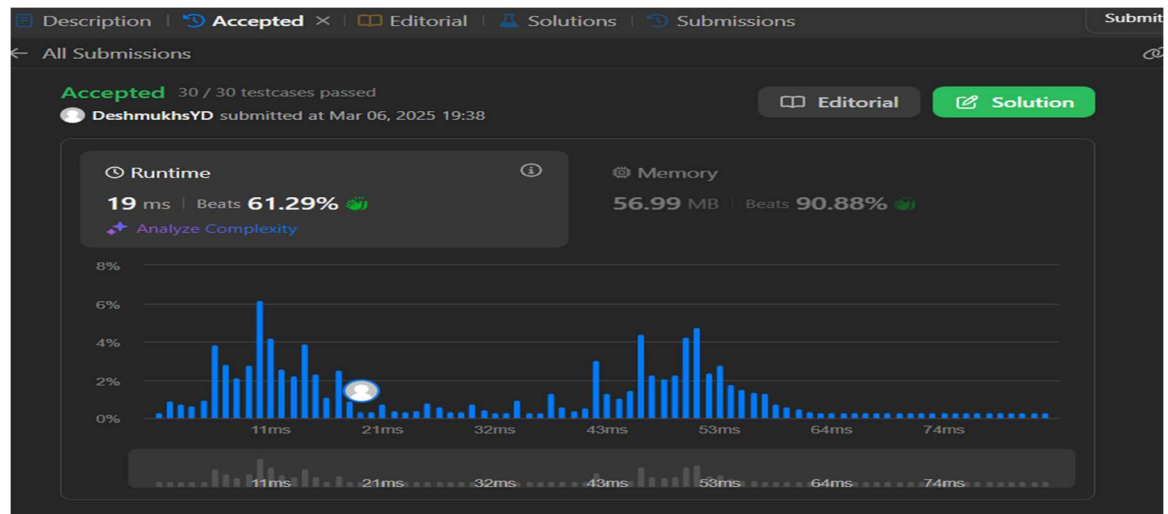 Description Accepted Editorial Solutions Submissions Submit
All Submissions
Accepted 30 / 30 testcases passed
DeshmukhsYD submitted at Mar 06, 2025 19:38
Editorial Solution
Runtime
19 ms Beats 61.29%
Analyze Complexity
Memory
56.99 MB Beats 90.88%
8%
6%
4%
2%
0%
11ms 21ms 32ms 43ms 53ms 64ms 74ms
11ms 21ms 32ms 43ms 53ms 64ms 74ms